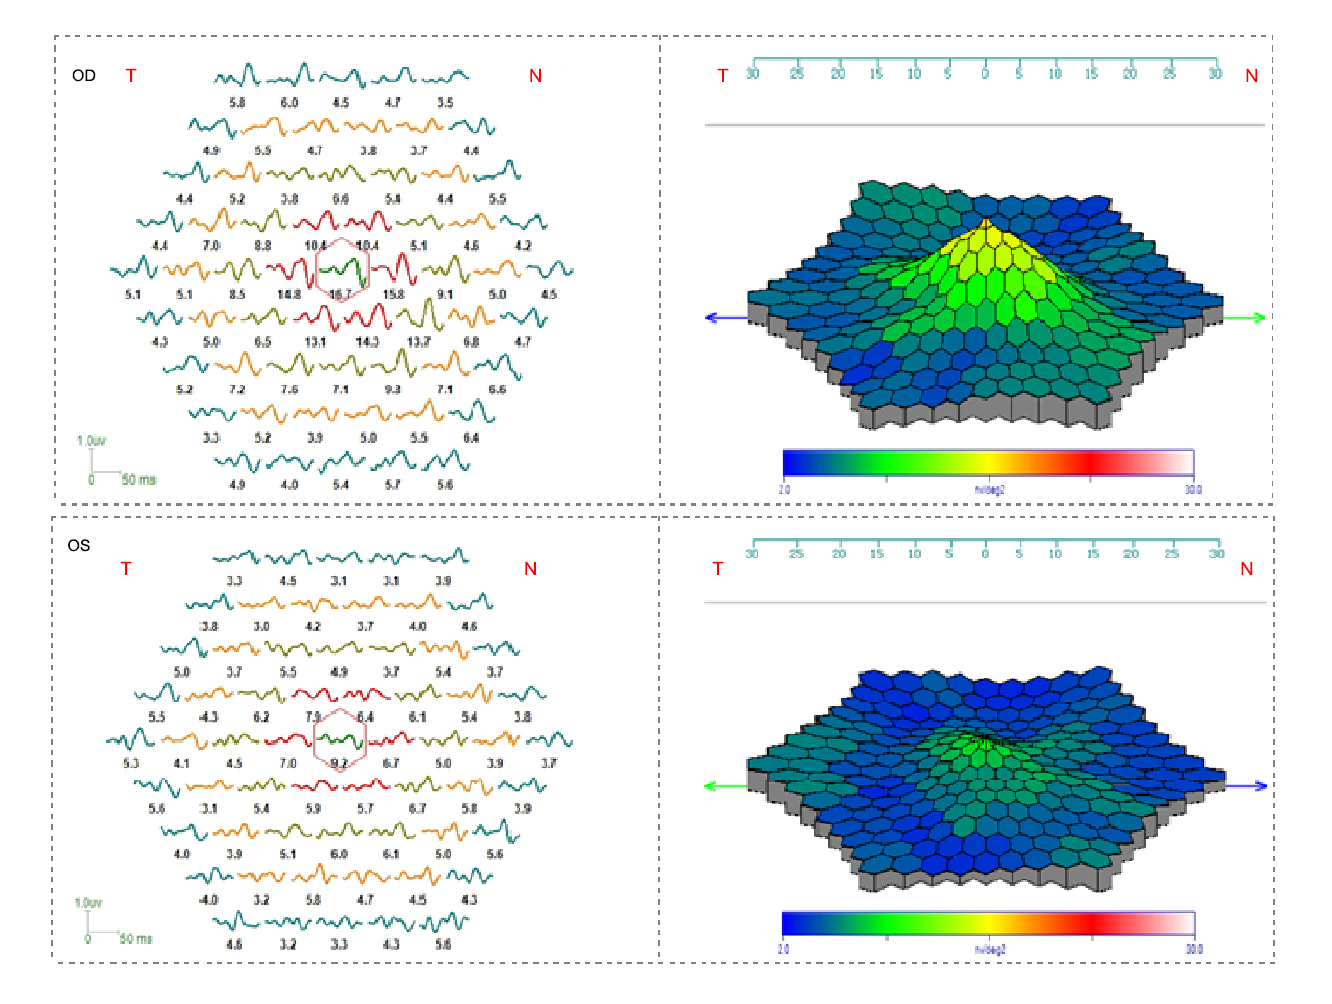 OD T N
5.8 6.0 4.5 4.7 3.5
4.9 5.5 4.7 3.8 3.7 4.4
4.4 5.2 3.8 6.6 5.4 4.4 5.5
4.4 7.0 8.8 10.4 10.4 5.1 4.6 4.2
5.1 5.1 8.5 14.8 16.7 15.8 9.1 5.0 4.5
4.3 5.0 6.5 13.1 14.3 13.7 6.8 4.7
5.2 7.2 7.6 7.1 9.3 7.1 6.6
3.3 5.2 3.9 5.0 5.5 6.4
4.9 4.0 5.4 5.7 5.6
1.0uv
0 50 ms
T N
30 25 20 15 10 5 0 5 10 15 20 25 30
2.0 nv/deg2 30.0
OS
T N
3.3 4.5 3.1 3.1 3.9
3.8 3.0 4.2 3.7 4.0 4.6
5.0 3.7 5.5 4.9 3.7 5.4 3.7
5.5 4.3 6.2 7.9 6.4 6.1 5.4 3.8
5.3 4.1 4.5 7.0 9.2 6.7 5.0 3.9 3.7
5.6 3.1 5.4 5.9 5.7 6.7 5.8 3.9
4.0 3.9 5.1 6.0 6.1 5.0 5.6
4.0 3.2 5.8 4.7 4.5 4.3
4.6 3.2 3.3 4.3 5.6
1.0uv
0 50 ms
30 25 20 15 10 5 0 5 10 15 20 25 30
T N
2.0 nv/deg2 30.0